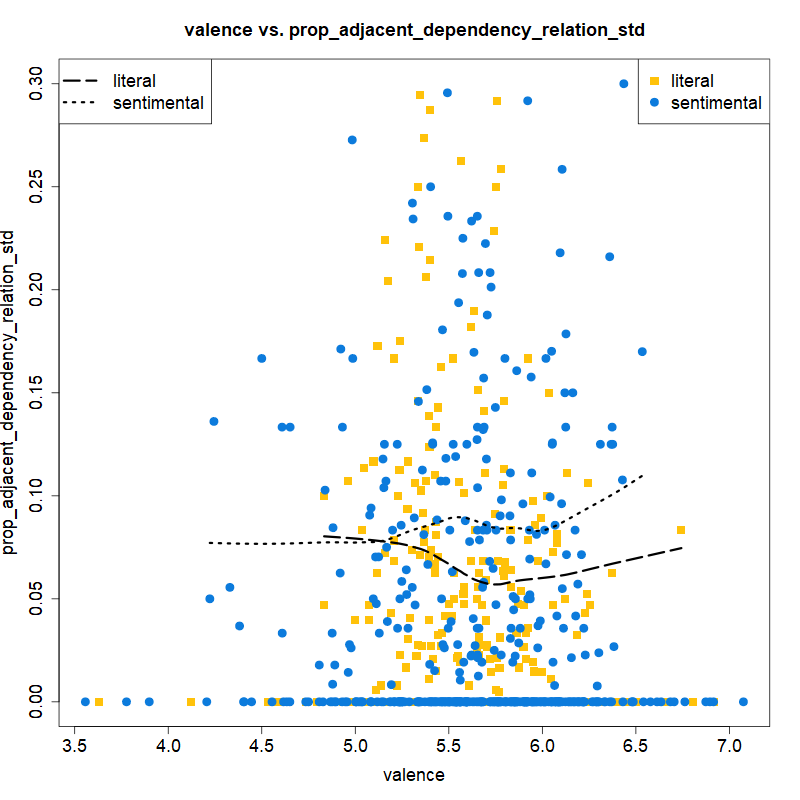 valence vs. prop_adjacent_dependency_relation_std
literal
sentimental
literal
sentimental
prop_adjacent_dependency_relation_std
0.30
0.25
0.20
0.15
0.10
0.05
0.00
3.5 4.0 4.5 5.0 5.5 6.0 6.5 7.0
valence